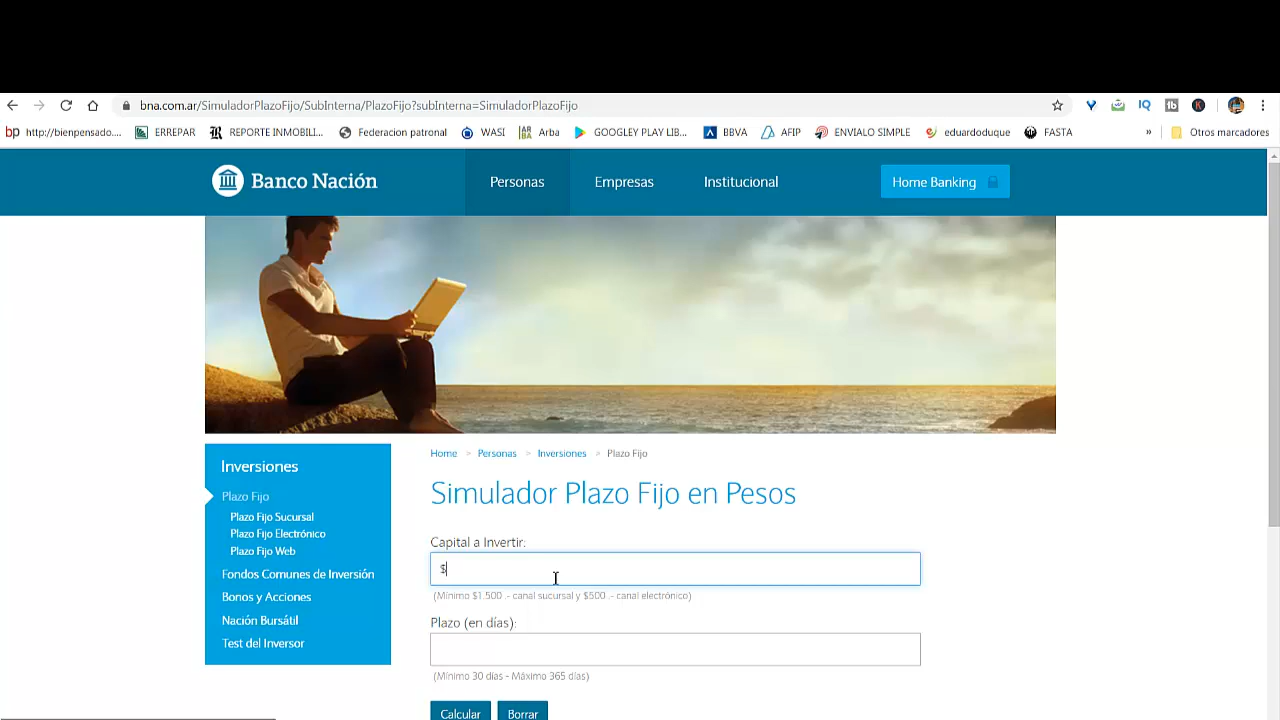 bna.com.ar/SimuladorPlazoFijo/SubInterna/PlazoFijo?subInterna=SimuladorPlazoFijo
bp http://bienpensado.... ERREPAR REPORTE INMOBILI... Federacion patronal WASI Arba GOOGLEY PLAY LIB... BBVA AFIP ENVIALO SIMPLE eduardoduque FASTA » Otros marcadores
Banco Nación Personas Empresas Institucional Home Banking
Home > Personas > Inversiones > Plazo Fijo
Inversiones
Plazo Fijo
Plazo Fijo Sucursal
Plazo Fijo Electrónico
Plazo Fijo Web
Fondos Comunes de Inversión
Bonos y Acciones
Nación Bursátil
Test del Inversor
Simulador Plazo Fijo en Pesos
Capital a Invertir:
$
(Mínimo $1.500 .- canal sucursal y $500 .- canal electrónico)
Plazo (en días):
(Mínimo 30 días - Máximo 365 días)
Calcular Borrar